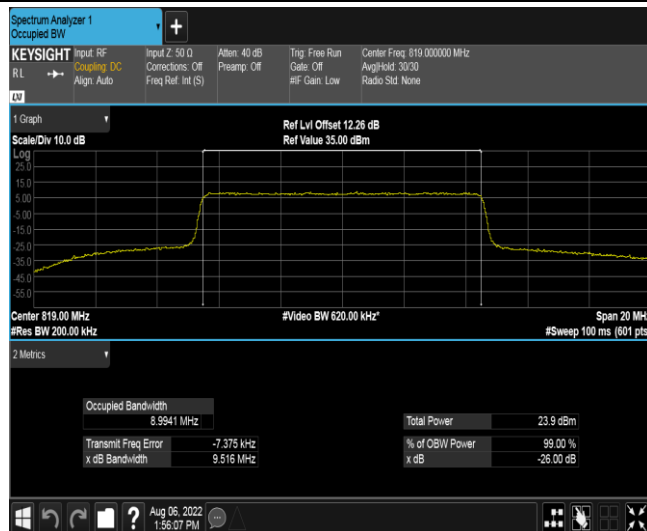 Spectrum Analyzer 1
Occupied BW
+
KEYSIGHT
RL
Input: RF
Coupling: DC
Align: Auto
Input Z: 50 Ω
Corrections: Off
Freq Ref: Int (S)
Atten: 40 dB
Preamp: Off
Trig: Free Run
Gate: Off
#IF Gain: Low
Center Freq: 819.000000 MHz
Avg|Hold: 30/30
Radio Std: None
1 Graph
Scale/Div 10.0 dB
Ref Lvl Offset 12.26 dB
Ref Value 35.00 dBm
Log
25.0
15.0
5.00
-5.00
-15.0
-25.0
-35.0
-45.0
-55.0
Center 819.00 MHz
#Res BW 200.00 kHz
#Video BW 620.00 kHz*
Span 20 MHz
#Sweep 100 ms (601 pts
2 Metrics
Occupied Bandwidth
8.9941 MHz
Transmit Freq Error -7.375 kHz
x dB Bandwidth 9.516 MHz
Total Power 23.9 dBm
% of OBW Power 99.00 %
x dB -26.00 dB
?
Aug 06, 2022
1:56:07 PM